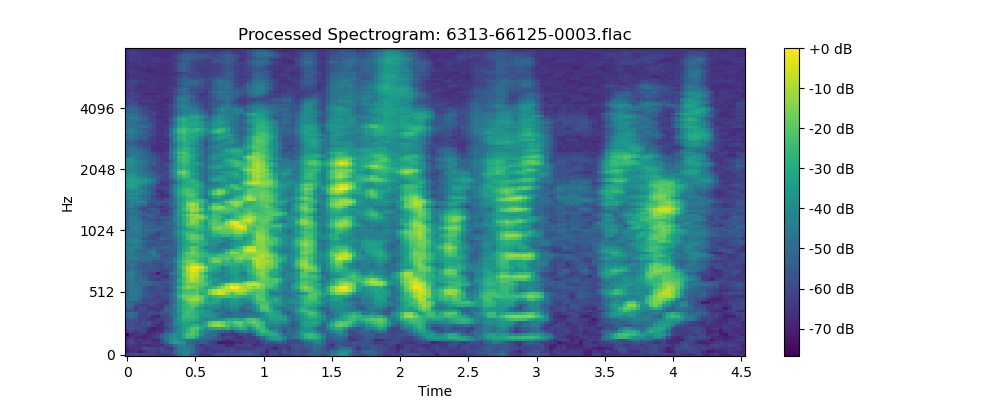 Processed Spectrogram: 6313-66125-0003.flac
+0 dB
-10 dB
-20 dB
-30 dB
-40 dB
-50 dB
-60 dB
-70 dB
4096
2048
1024
512
0
Hz
0 0.5 1 1.5 2 2.5 3 3.5 4 4.5
Time